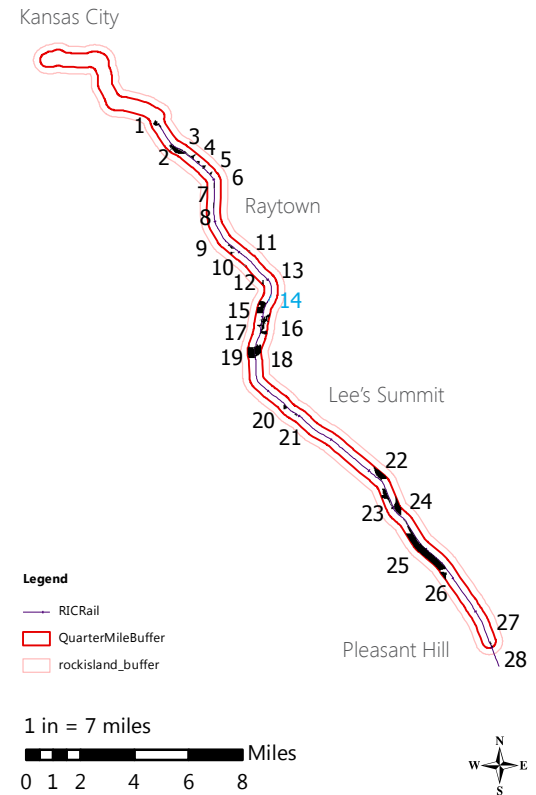 Kansas City
1
2
3
4
5
6
7
8
Raytown
9
10
11
12
13
14
15
16
17
18
19
Lee's Summit
20
21
22
23
24
25
26
27
Pleasant Hill
28
Legend
RICRail
QuarterMileBuffer
rockisland_buffer
1 in = 7 miles
Miles
0 1 2 4 6 8
N
W E
S